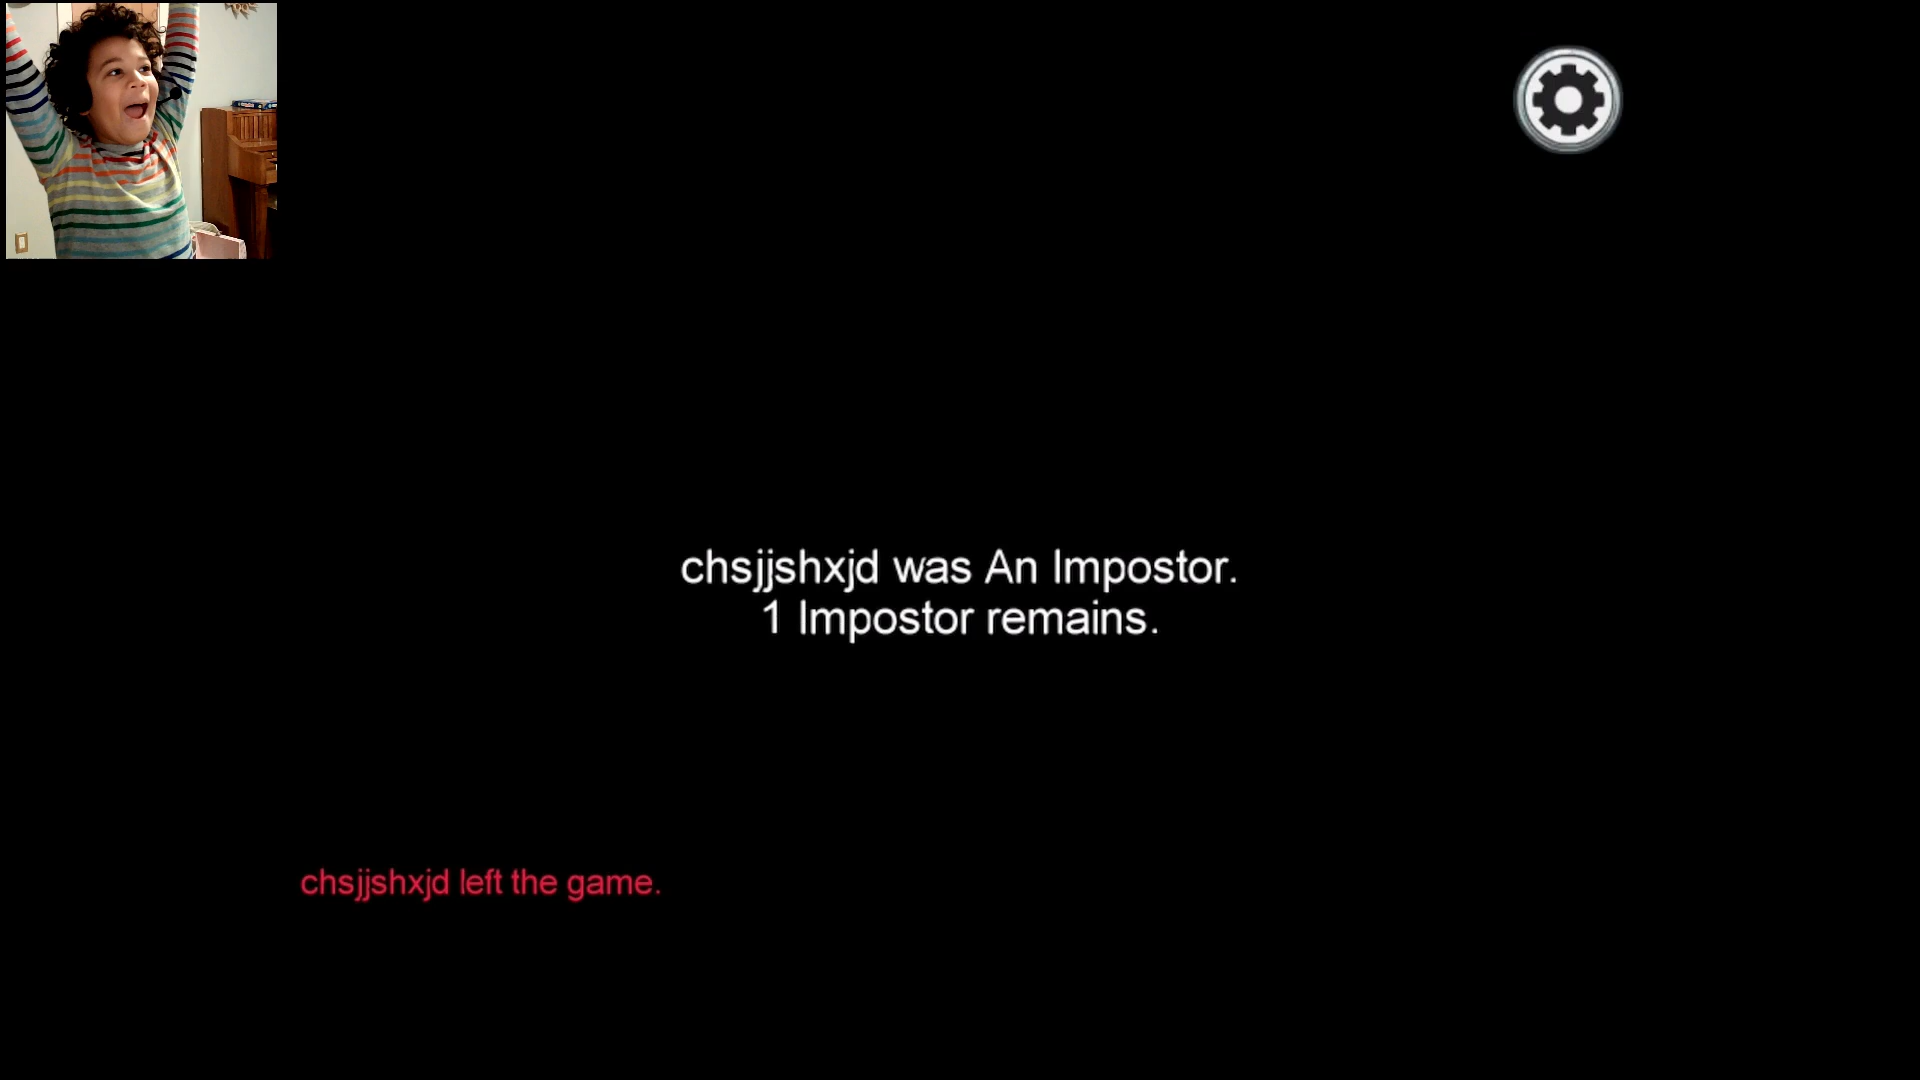 chsjjshxjd was An Impostor.
1 Impostor remains.
chsjjshxjd left the game.